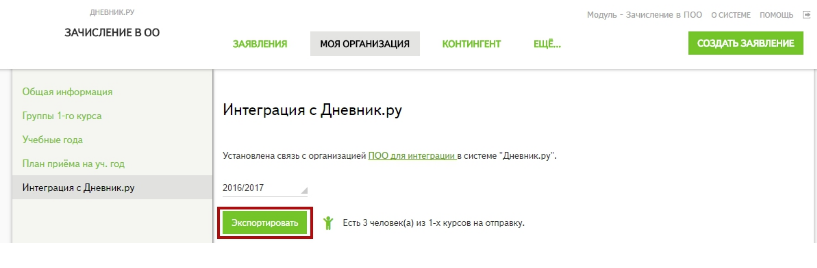 ДНЕВНИК.РУ
ЗАЧИСЛЕНИЕ В ОО
Модуль - Зачисление в ПОО О СИСТЕМЕ ПОМОЩЬ
ЗАЯВЛЕНИЯ МОЯ ОРГАНИЗАЦИЯ КОНТИНГЕНТ ЕЩЁ... СОЗДАТЬ ЗАЯВЛЕНИЕ
Общая информация
Группы 1-го курса
Учебные года
План приёма на уч. год
Интеграция с Дневник.ру
Интеграция с Дневник.ру
Установлена связь с организацией ПОО для интеграции в системе "Дневник.ру".
2016/2017
Экспортировать Есть 3 человек(а) из 1-х курсов на отправку.